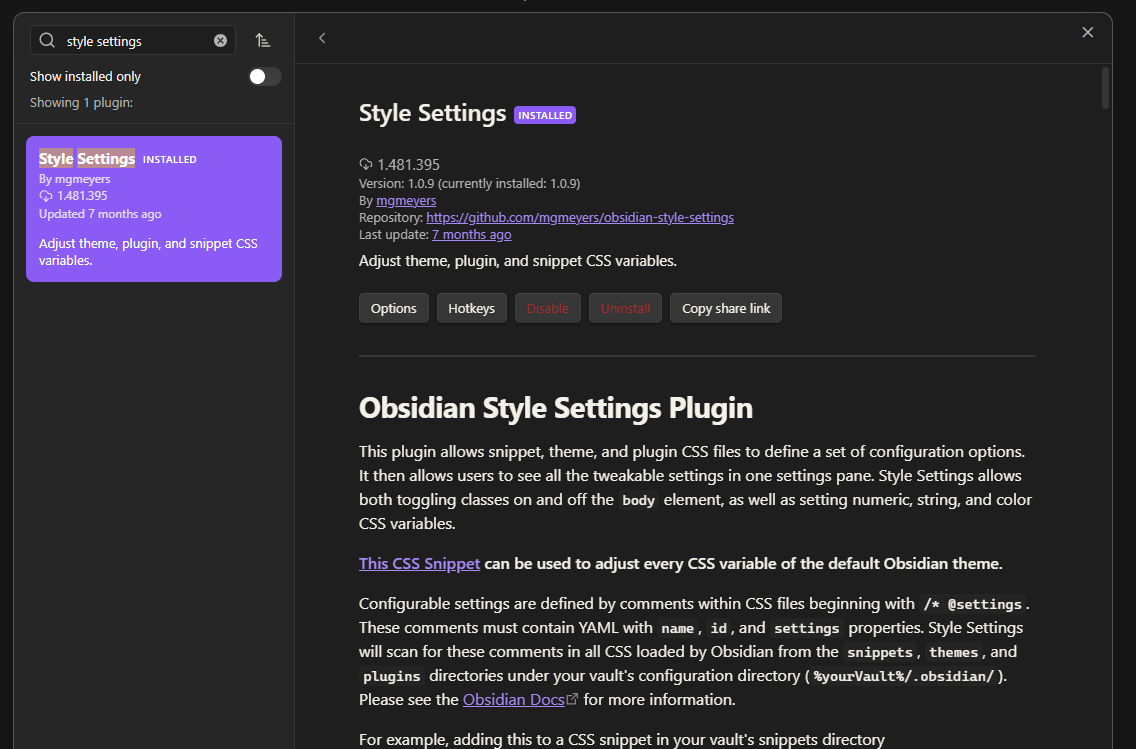 style settings
Show installed only
Showing 1 plugin:
Style Settings INSTALLED
By mgmeyers
1.481.395
Updated 7 months ago
Adjust theme, plugin, and snippet CSS
variables.
Style Settings INSTALLED
1.481.395
Version: 1.0.9 (currently installed: 1.0.9)
By mgmeyers
Repository: https://github.com/mgmeyers/obsidian-style-settings
Last update: 7 months ago
Adjust theme, plugin, and snippet CSS variables.
Options Hotkeys Disable Uninstall Copy share link
Obsidian Style Settings Plugin
This plugin allows snippet, theme, and plugin CSS files to define a set of configuration options.
It then allows users to see all the tweakable settings in one settings pane. Style Settings allows
both toggling classes on and off the body element, as well as setting numeric, string, and color
CSS variables.
This CSS Snippet can be used to adjust every CSS variable of the default Obsidian theme.
Configurable settings are defined by comments within CSS files beginning with /* @settings.
These comments must contain YAML with name, id, and settings properties. Style Settings
will scan for these comments in all CSS loaded by Obsidian from the snippets, themes, and
plugins directories under your vault's configuration directory (%yourVault%/.obsidian/).
Please see the Obsidian Docs for more information.
For example, adding this to a CSS snippet in your vault's snippets directory